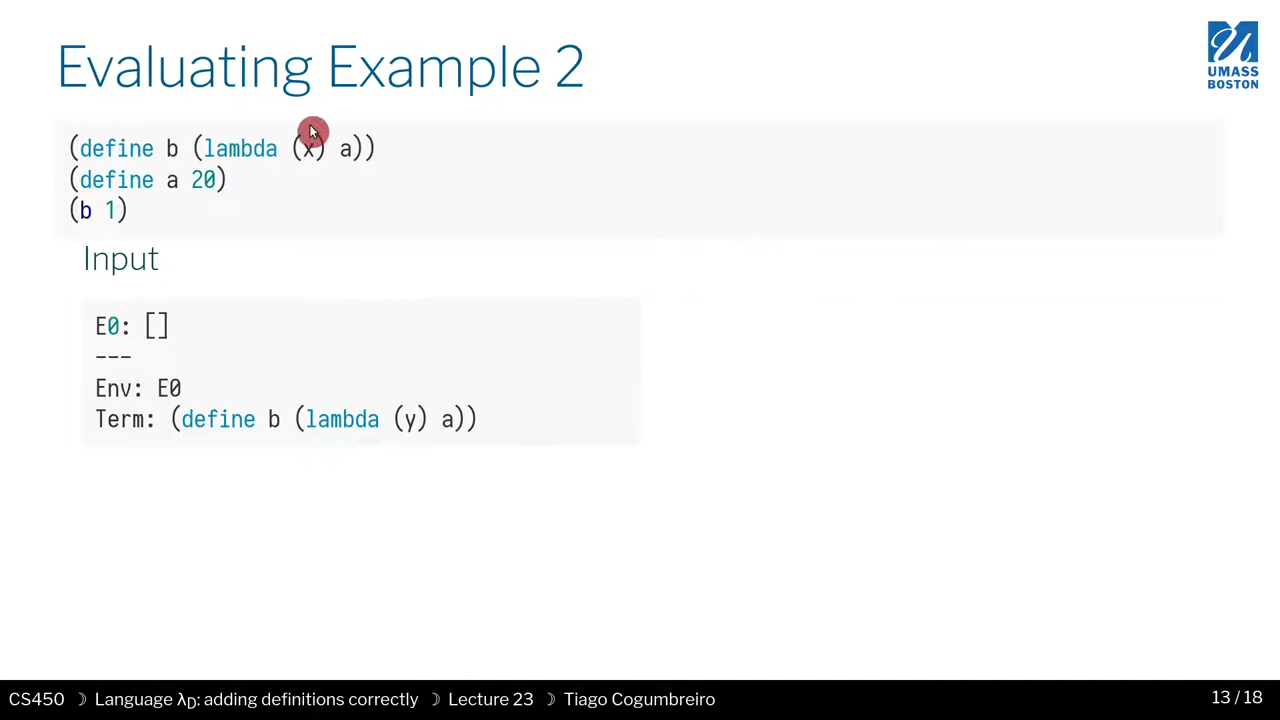 Evaluating Example 2
UMASS
BOSTON
(define b (lambda (x) a))
(define a 20)
(b 1)
Input
E0: []
---
Env: E0
Term: (define b (lambda (y) a))
CS450 ☽ Language λD: adding definitions correctly ☽ Lecture 23 ☽ Tiago Cogumbreiro
13 / 18